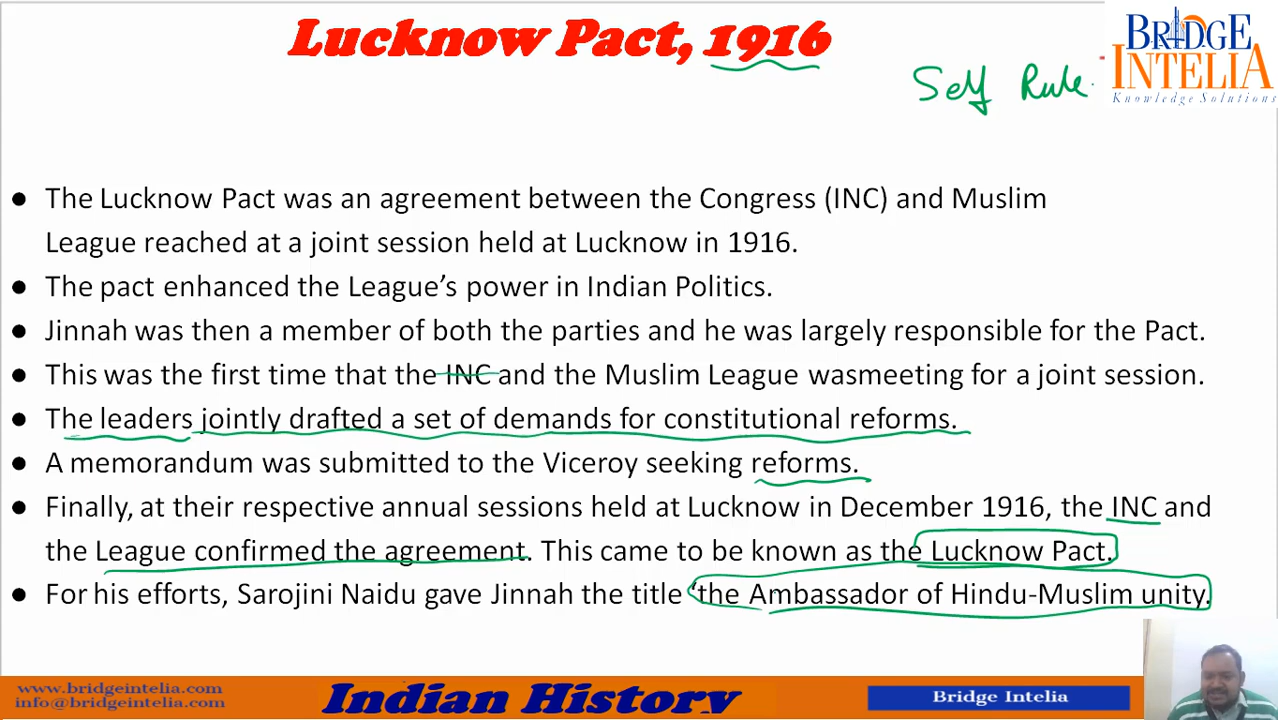 Lucknow Pact, 1916
BRIDGE
INTELIA
Knowledge Solutions
Self Rule
● The Lucknow Pact was an agreement between the Congress (INC) and Muslim
League reached at a joint session held at Lucknow in 1916.
● The pact enhanced the League’s power in Indian Politics.
● Jinnah was then a member of both the parties and he was largely responsible for the Pact.
● This was the first time that the INC and the Muslim League wasmeeting for a joint session.
● The leaders jointly drafted a set of demands for constitutional reforms.
● A memorandum was submitted to the Viceroy seeking reforms.
● Finally, at their respective annual sessions held at Lucknow in December 1916, the INC and
the League confirmed the agreement. This came to be known as the Lucknow Pact.
● For his efforts, Sarojini Naidu gave Jinnah the title ‘the Ambassador of Hindu-Muslim unity.
www.bridgeintelia.com
info@bridgeintelia.com
Indian History
Bridge Intelia